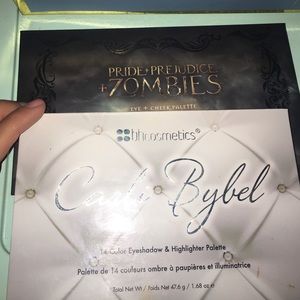 PRIDE + PREJUDICE
+ ZOMBIES
EYE + CHEEK PALETTE
bhcosmetics®
Carli Bybel
14 Color Eyeshadow & Highlighter Palette
Palette de 14 couleurs ombre à paupières et illuminatrice
Total Net Wt / Poids Net 47.6 g / 1.68 oz e